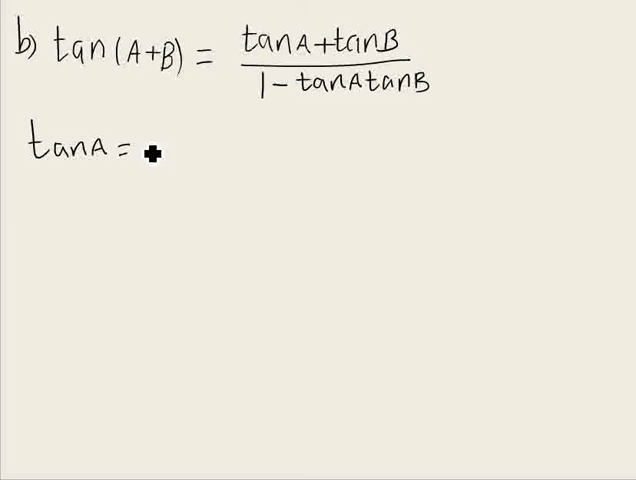 b) tan(A+B) = tanA+tanB / 1-tanAtanB
tanA =